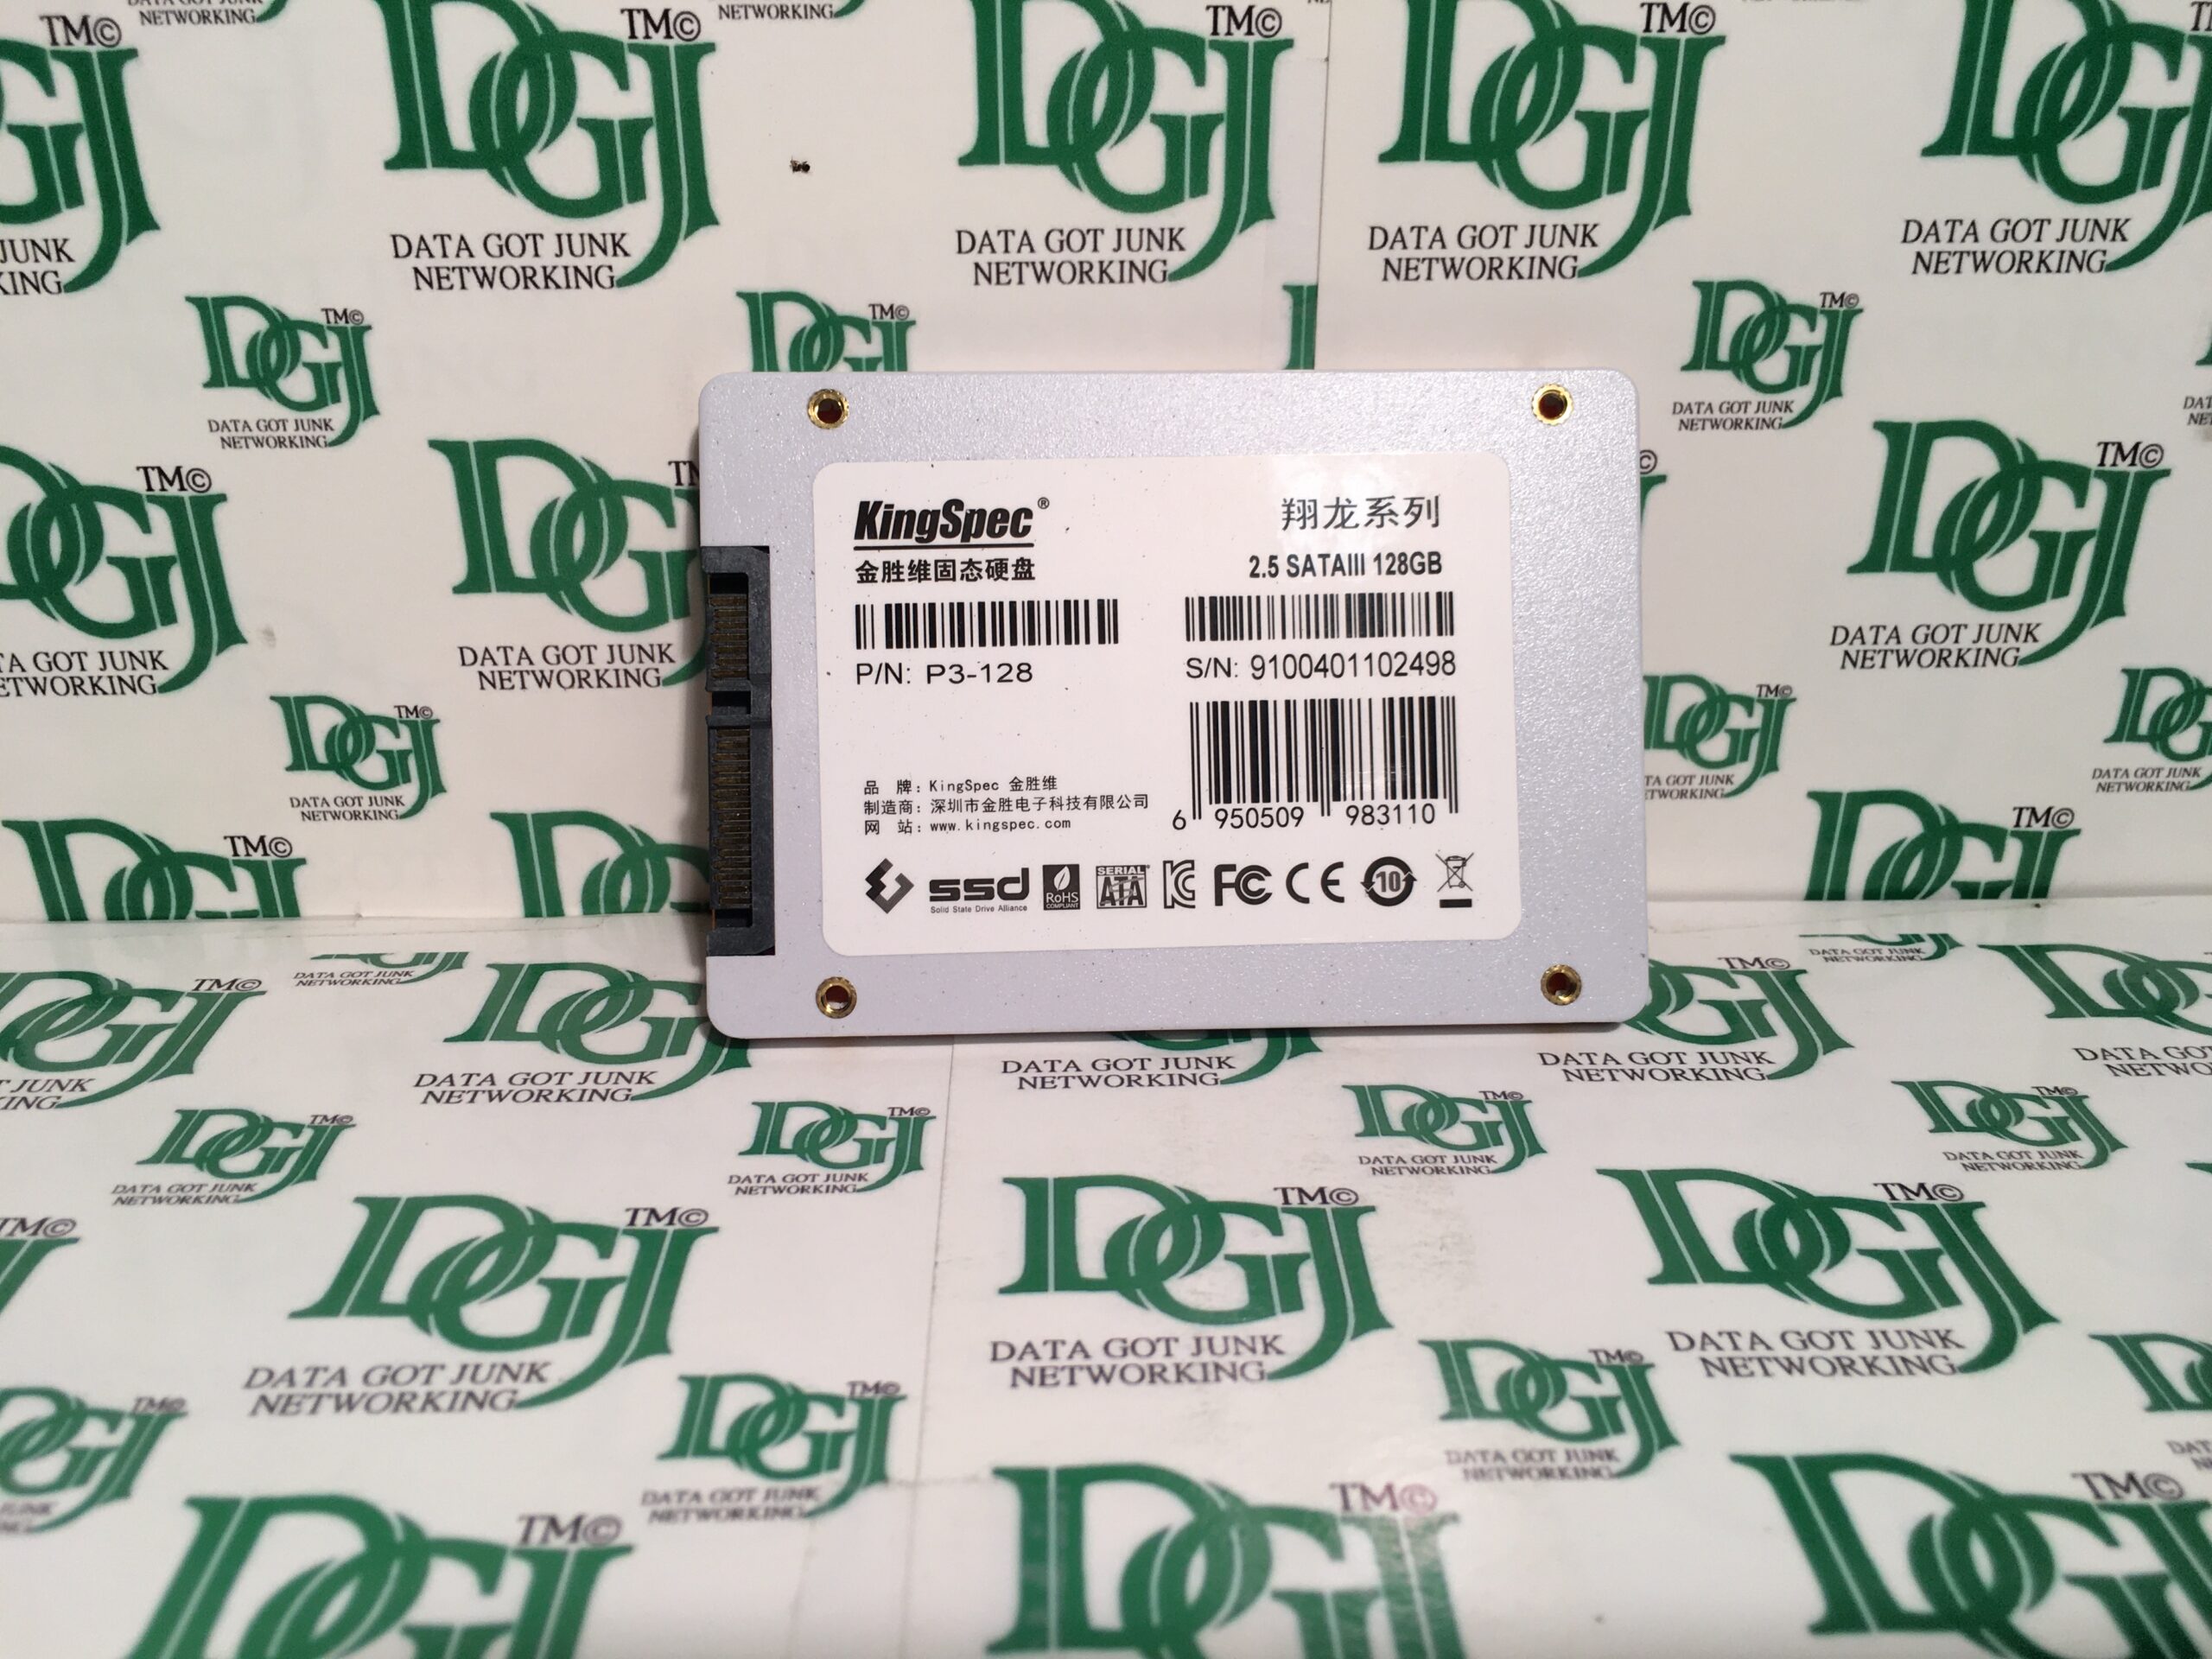 KingSpec®
金胜维固态硬盘
翔龙系列
2.5 SATAIII 128GB
P/N: P3-128
S/N: 9100401102498
6 950509 983110
品 牌: KingSpec 金胜维
制造商: 深圳市金胜电子科技有限公司
网 站: www.kingspec.com
ssd
Solid State Drive Alliance
RoHS
COMPLIANT
SERIAL
ATA
FC CE 10
DGJ TM©
DATA GOT JUNK
NETWORKING